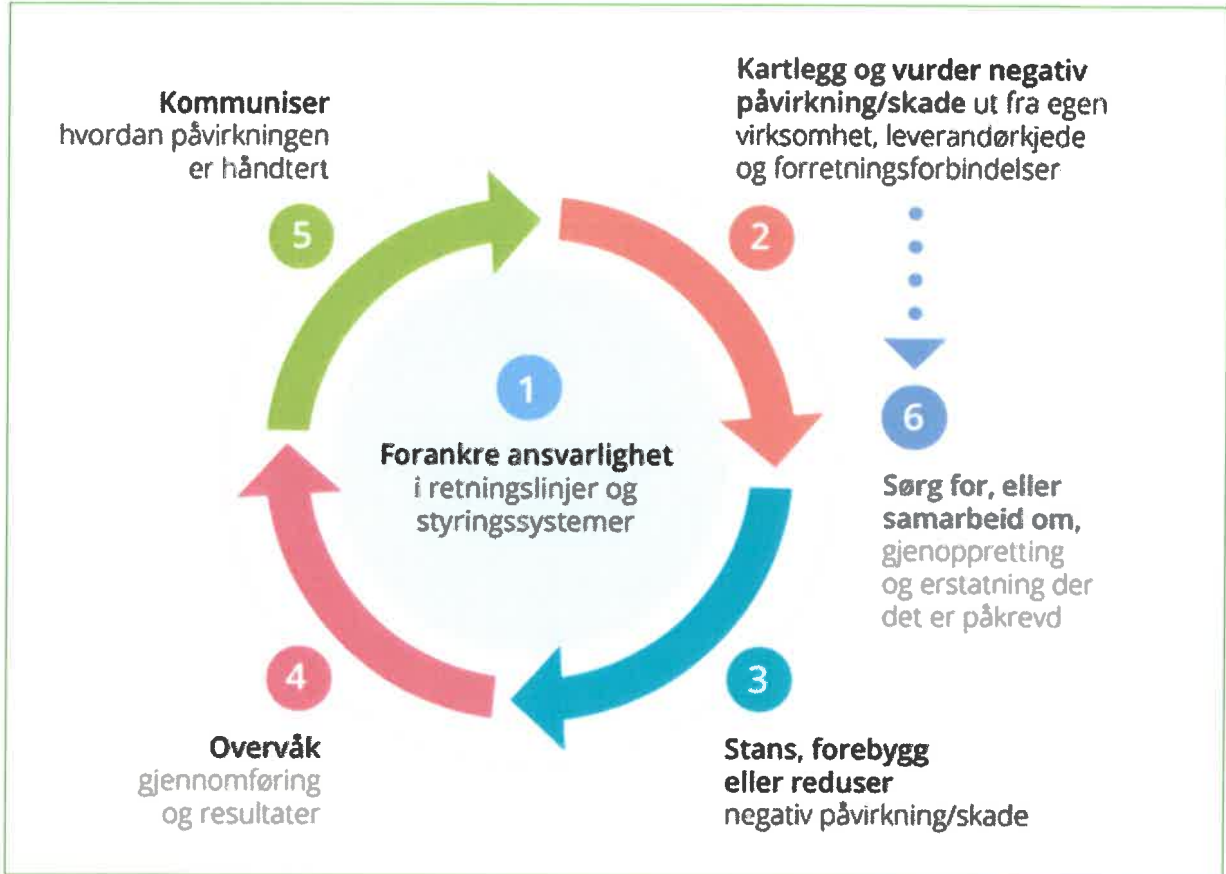 1
Forankre ansvarlighet
i retningslinjer og
styringssystemer
2
Kartlegg og vurder negativ
påvirkning/skade ut fra egen
virksomhet, leverandørkjede
og forretningsforbindelser
3
Stans, forebygg
eller reduser
negativ påvirkning/skade
4
Overvåk
gjennomføring
og resultater
5
Kommuniser
hvordan påvirkningen
er håndtert
6
Sørg for, eller
samarbeid om,
gjenoppretting
og erstatning der
det er påkrevd